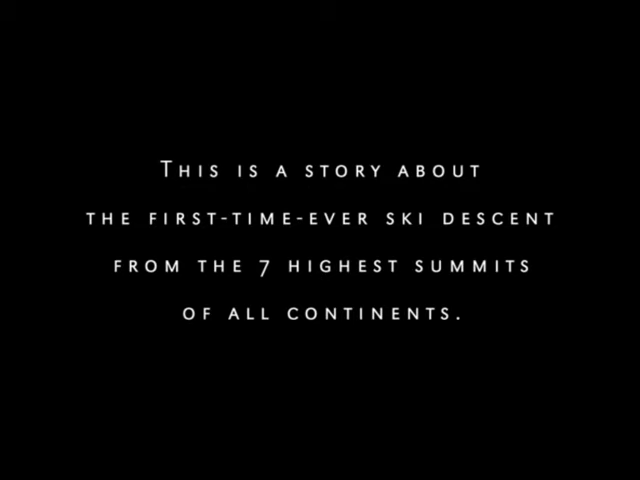 This is a story about
the first-time-ever ski descent
from the 7 highest summits
of all continents.